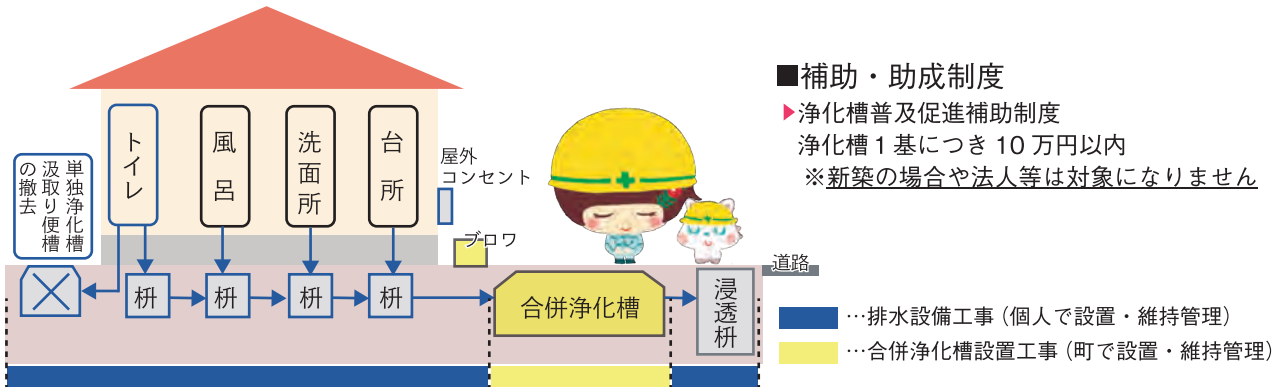 単独浄化槽
汲取り便槽
の撤去
トイレ
風呂
洗面所
台所
屋外
コンセント
ブロワ
枡
枡
枡
枡
合併浄化槽
浸透枡
道路
■補助・助成制度
▶浄化槽普及促進補助制度
浄化槽1基につき10万円以内
※新築の場合や法人等は対象になりません
…排水設備工事（個人で設置・維持管理）
…合併浄化槽設置工事（町で設置・維持管理）